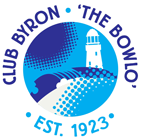 CLUB BYRON • 'THE BOWLO'
• EST. 1923 •